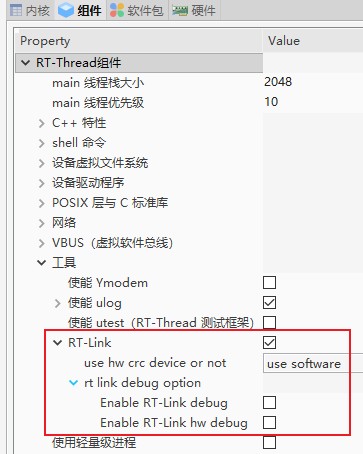 内核 组件 软件包 硬件
Property Value
RT-Thread组件
main 线程栈大小 2048
main 线程优先级 10
C++ 特性
shell 命令
设备虚拟文件系统
设备驱动程序
POSIX 层与 C 标准库
网络
VBUS（虚拟软件总线）
工具
使能 Ymodem
使能 ulog
使能 utest（RT-Thread 测试框架）
RT-Link
use hw crc device or not use software
rt link debug option
Enable RT-Link debug
Enable RT-Link hw debug
使用轻量级进程